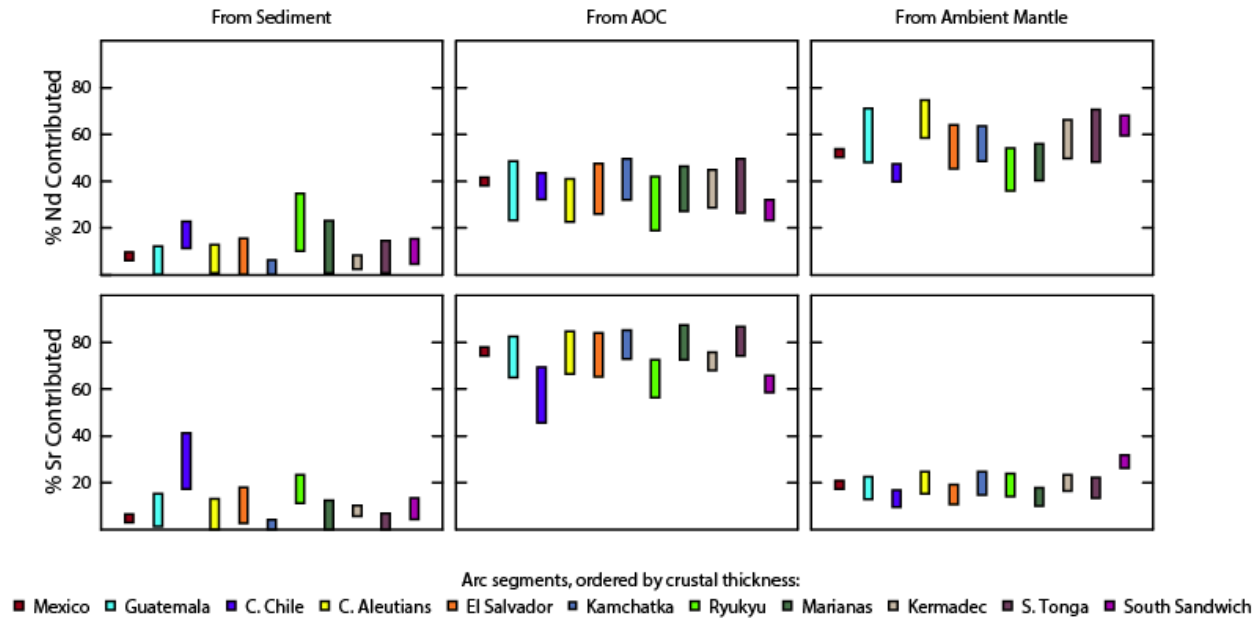 From Sediment
From AOC
From Ambient Mantle
% Nd Contributed
80
60
40
20
% Sr Contributed
80
60
40
20
Arc segments, ordered by crustal thickness:
Mexico Guatemala C. Chile C. Aleutians El Salvador Kamchatka Ryukyu Marianas Kermadec S. Tonga South Sandwich